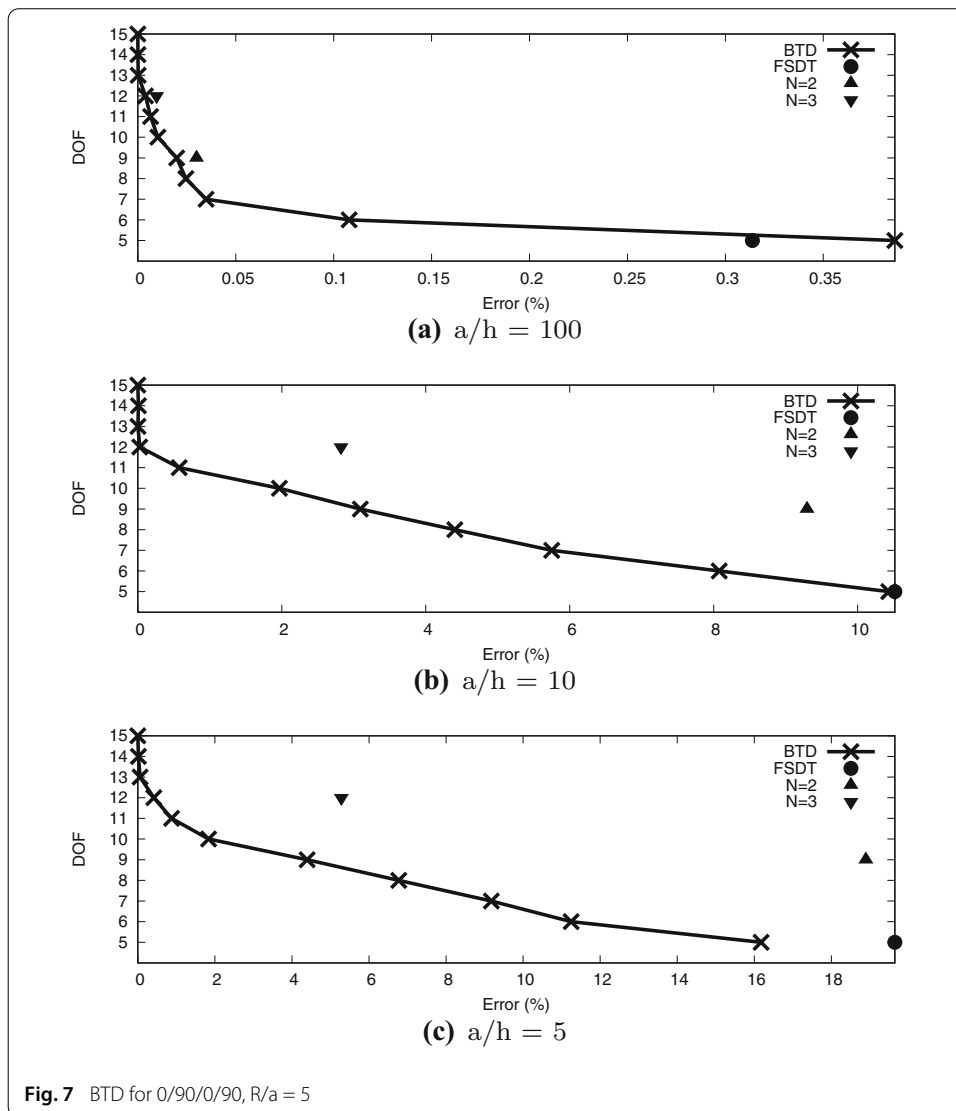 15
14
13
12
11
10
9
8
7
6
5
DOF
0
0.05
0.1
0.15
0.2
0.25
0.3
0.35
Error (%)
BTD
FSDT
N=2
N=3
(a) a/h = 100
15
14
13
12
11
10
9
8
7
6
5
DOF
0
2
4
6
8
10
Error (%)
BTD
FSDT
N=2
N=3
(b) a/h = 10
15
14
13
12
11
10
9
8
7
6
5
DOF
0
2
4
6
8
10
12
14
16
18
Error (%)
BTD
FSDT
N=2
N=3
(c) a/h = 5
Fig. 7 BTD for 0/90/0/90, R/a = 5